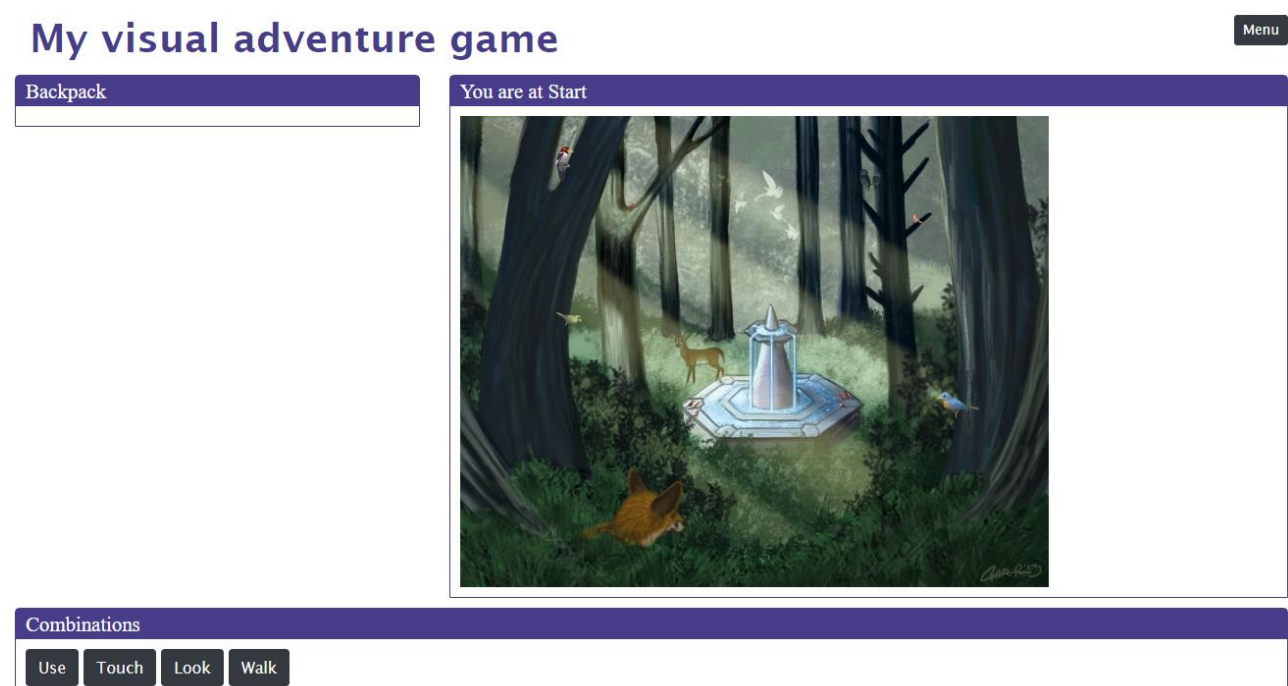 My visual adventure game
Menu
Backpack
You are at Start
Combinations
Use
Touch
Look
Walk